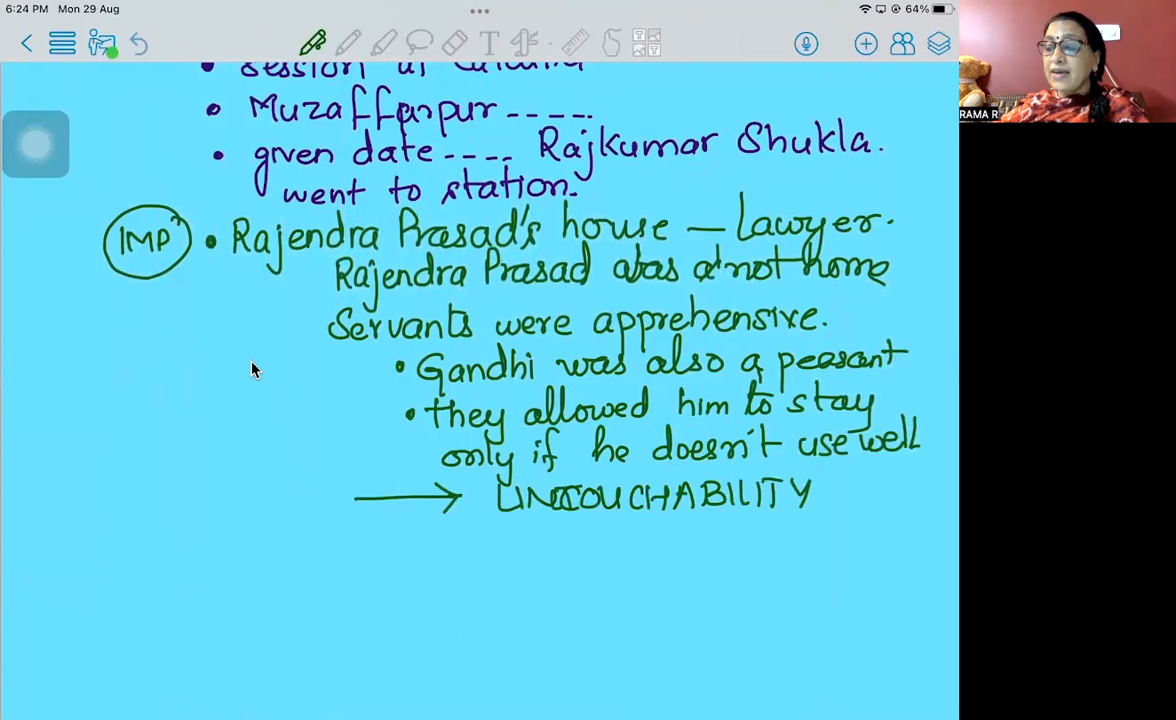 6:24 PM Mon 29 Aug
64%
session at
• Muzaffarpur ----.
• given date ---- Rajkumar Shukla.
went to station.
IMP • Rajendra Prasad's house — Lawyer.
Rajendra Prasad was not home
Servants were apprehensive.
• Gandhi was also a peasant
• they allowed him to stay
only if he doesn't use well
→ UNTOUCHABILITY
RAMA R